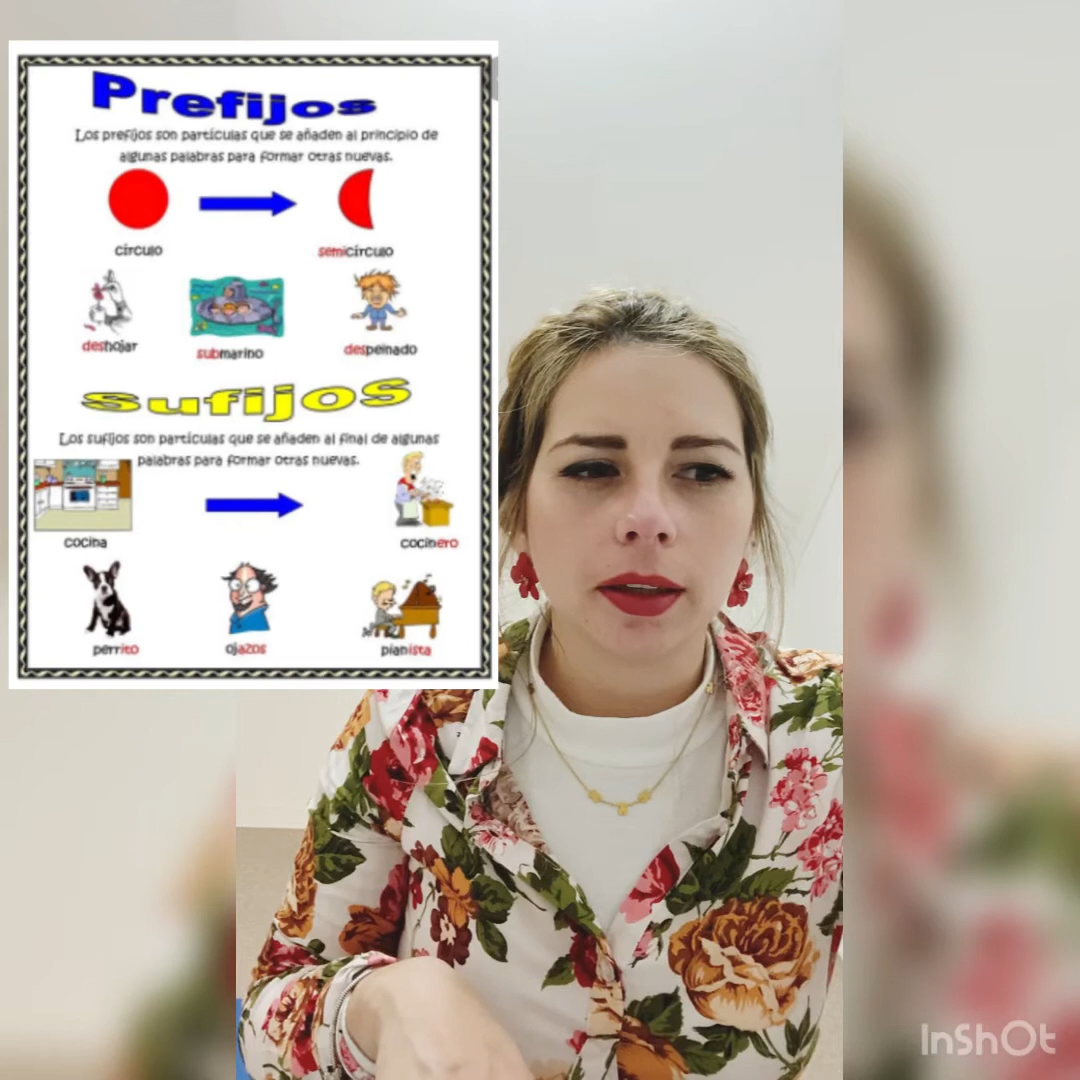 Prefijos
Los prefijos son partículas que se añaden al principio de
algunas palabras para formar otras nuevas.
círculo semicírculo
deshojar submarino despeinado
Sufijos
Los sufijos son partículas que se añaden al final de algunas
palabras para formar otras nuevas.
cocina cocinero
perrito ojazos pianista
InShOt